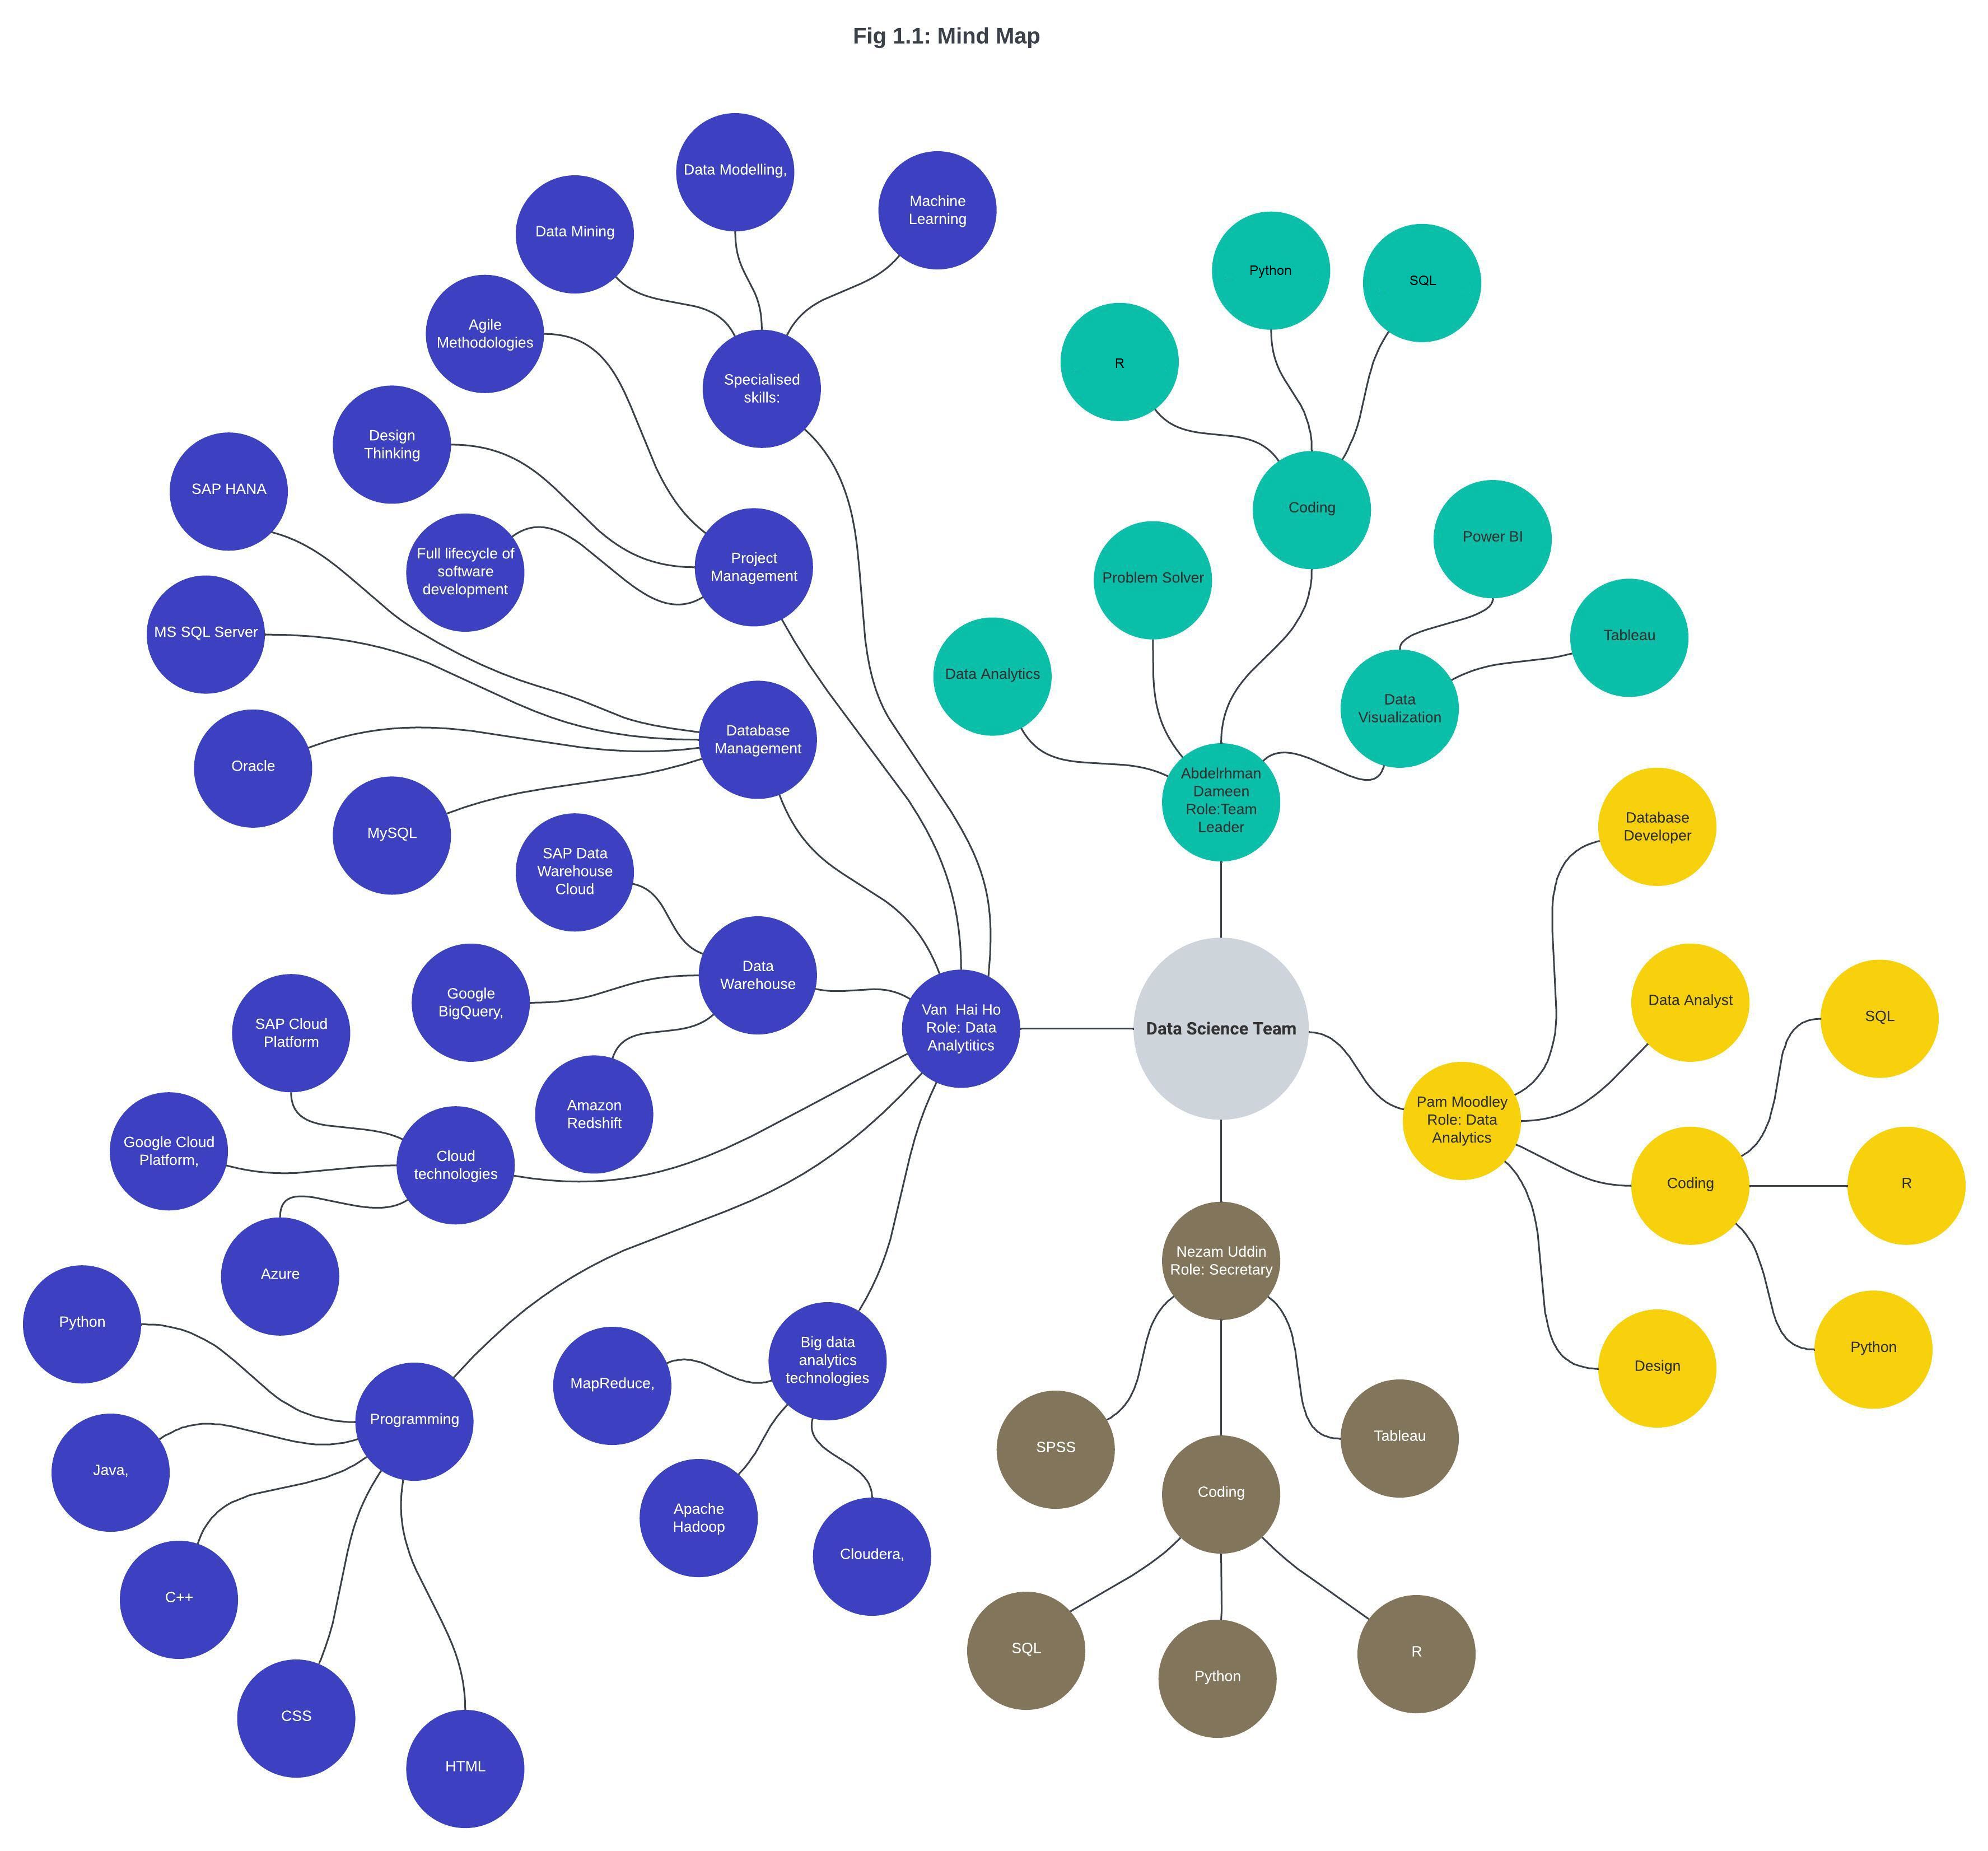 Fig 1.1: Mind Map
Data Modelling,
Machine
Learning
Data Mining
Agile
Methodologies
Specialised
skills:
Design
Thinking
SAP HANA
Full lifecycle of
software
development
Project
Management
MS SQL Server
Oracle
Database
Management
MySQL
SAP Data
Warehouse
Cloud
Data
Warehouse
Google
BigQuery,
Amazon
Redshift
SAP Cloud
Platform
Google Cloud
Platform,
Cloud
technologies
Azure
Van  Hai Ho
Role: Data
Analytitics
Python
Java,
Programming
C++
CSS
HTML
Big data
analytics
technologies
MapReduce,
Apache
Hadoop
Cloudera,
Data Science Team
Python
SQL
R
Coding
Power BI
Problem Solver
Tableau
Data Analytics
Data
Visualization
Abdelrhman
Dameen
Role:Team
Leader
Database
Developer
Data Analyst
SQL
Pam Moodley
Role: Data
Analytics
Coding
R
Python
Design
Nezam Uddin
Role: Secretary
SPSS
Tableau
Coding
SQL
Python
R